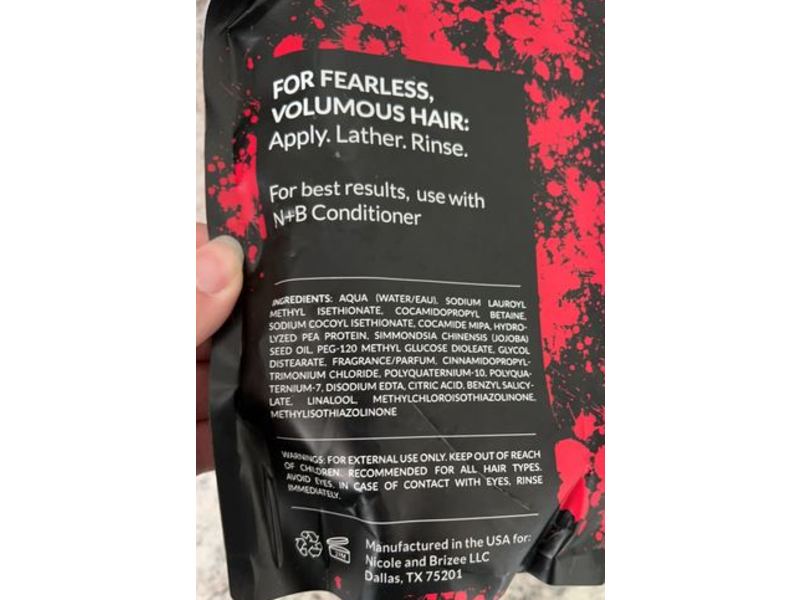 FOR FEARLESS,
VOLUMOUS HAIR:
Apply. Lather. Rinse.
For best results, use with
N+B Conditioner
INGREDIENTS: AQUA (WATER/EAU), SODIUM LAUROYL
METHYL ISETHIONATE, COCAMIDOPROPYL BETAINE,
SODIUM COCOYL ISETHIONATE, COCAMIDE MIPA, HYDRO-
LYZED PEA PROTEIN, SIMMONDSIA CHINENSIS (JOJOBA)
SEED OIL, PEG-120 METHYL GLUCOSE DIOLEATE, GLYCOL
DISTEARATE, FRAGRANCE/PARFUM, CINNAMIDOPROPYL-
TRIMONIUM CHLORIDE, POLYQUATERNIUM-10, POLYQUA-
TERNIUM-7, DISODIUM EDTA, CITRIC ACID, BENZYL SALICY-
LATE, LINALOOL, METHYLCHLOROISOTHIAZOLINONE,
METHYLISOTHIAZOLINONE
WARNINGS: FOR EXTERNAL USE ONLY. KEEP OUT OF REACH
OF CHILDREN. RECOMMENDED FOR ALL HAIR TYPES.
AVOID EYES, IN CASE OF CONTACT WITH EYES, RINSE
IMMEDIATELY.
Manufactured in the USA for:
Nicole and Brizee LLC
Dallas, TX 75201